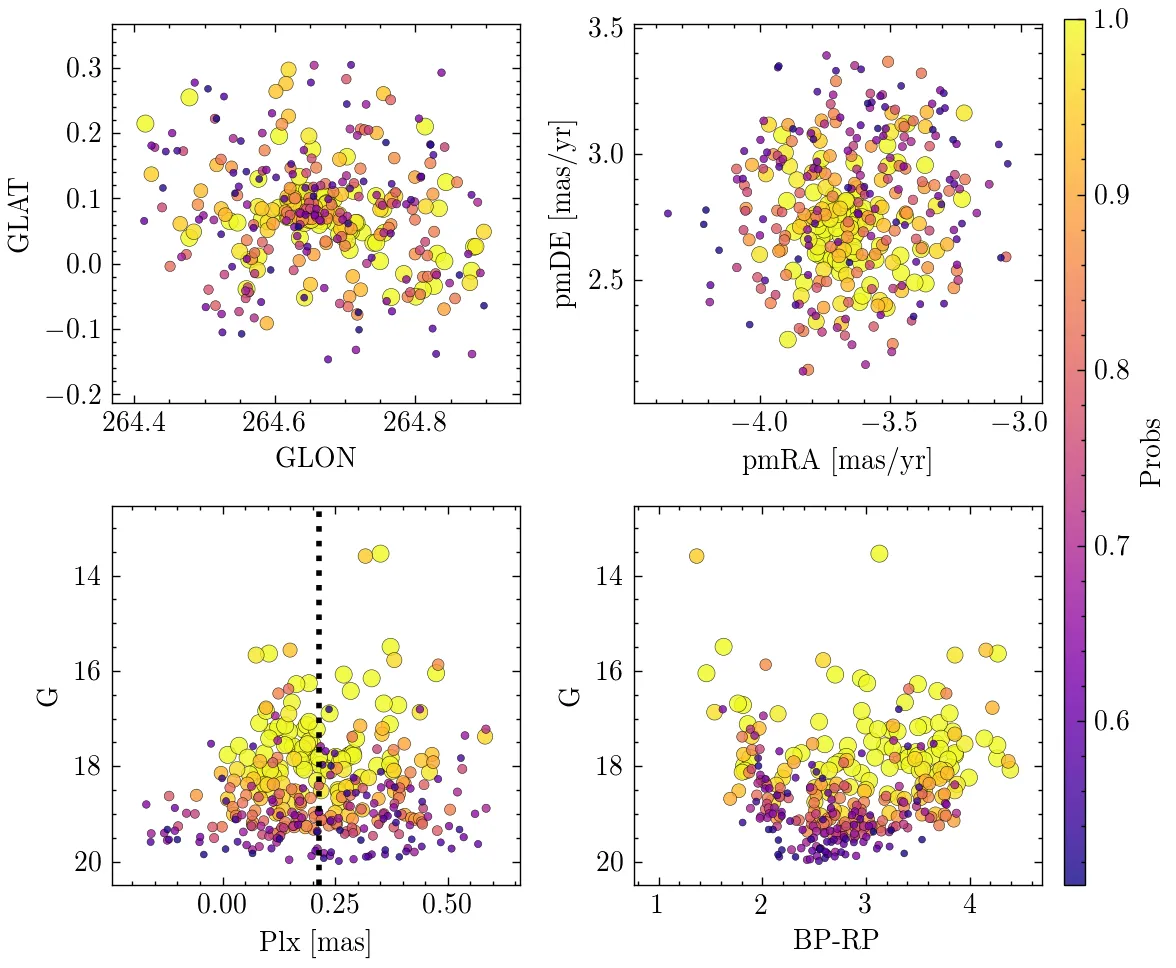 0.3
0.2
0.1
0.0
−0.1
−0.2
GLAT
264.4 264.6 264.8
GLON
3.5
3.0
2.5
pmDE [mas/yr]
−4.0 −3.5 −3.0
pmRA [mas/yr]
14
16
18
20
G
0.00 0.25 0.50
Plx [mas]
14
16
18
20
G
1 2 3 4
BP-RP
1.0
0.9
0.8
0.7
0.6
Probs